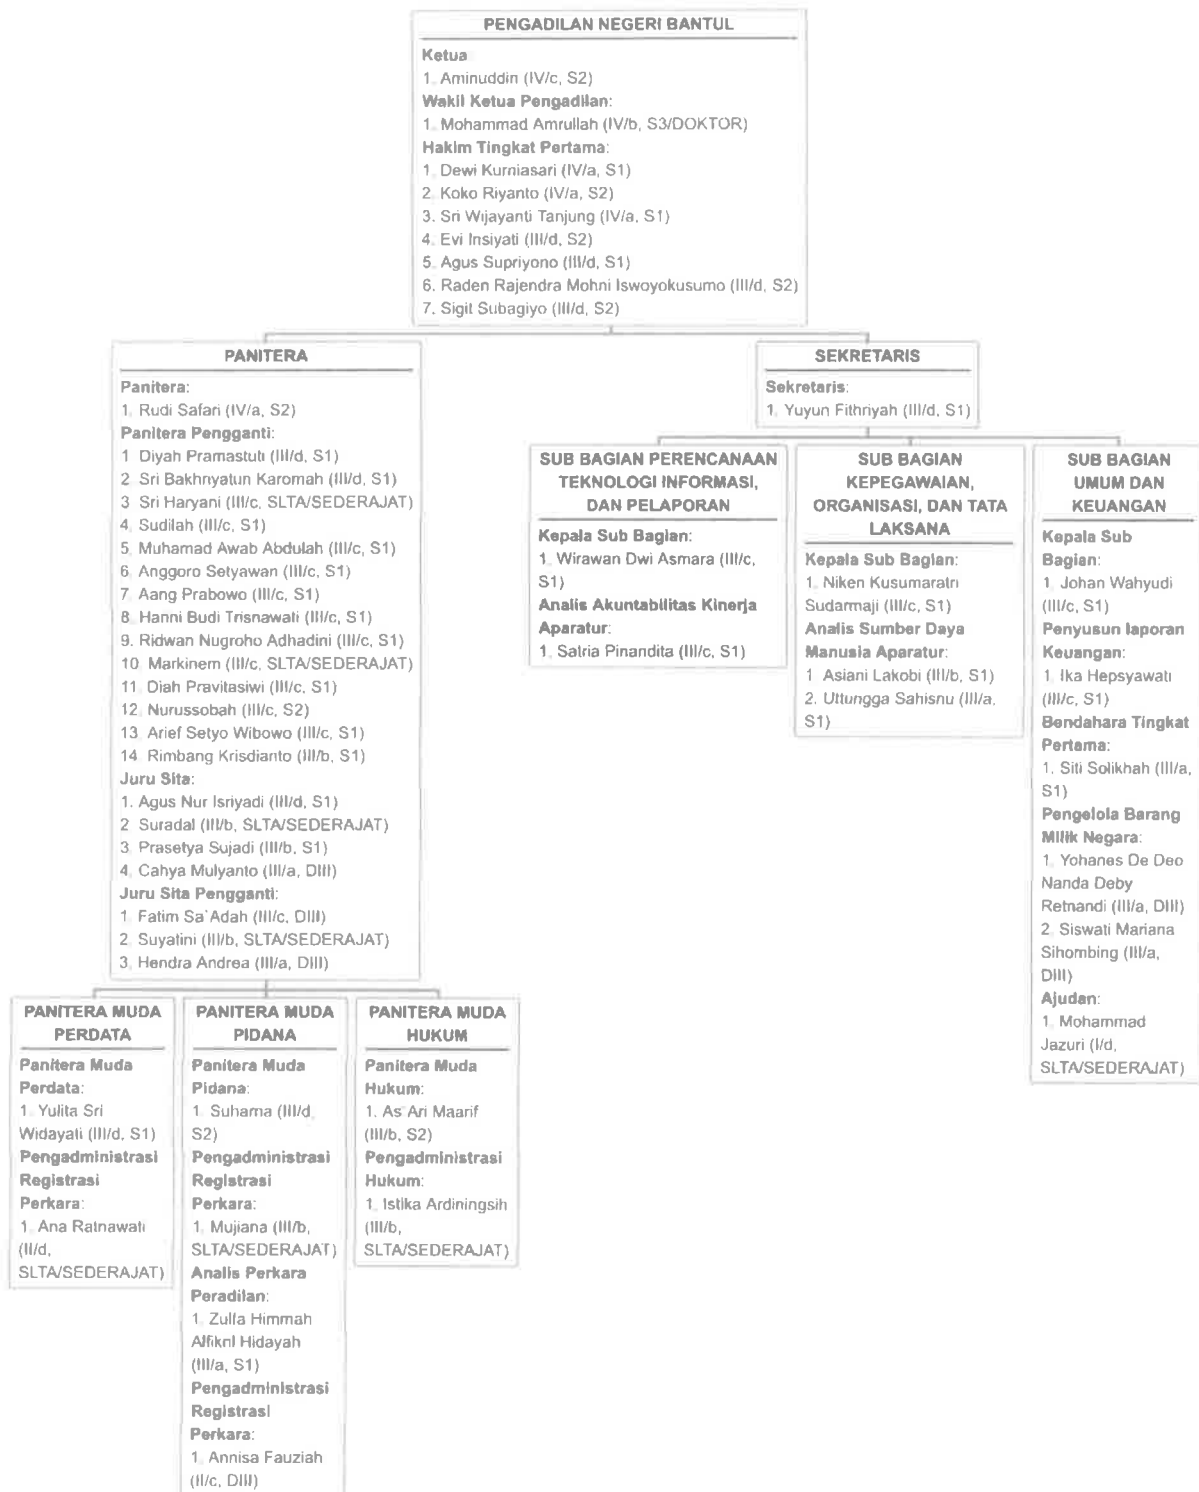 PENGADILAN NEGERI BANTUL
Ketua
1. Aminuddin (IV/c, S2)
Wakil Ketua Pengadilan:
1. Mohammad Amrullah (IV/b, S3/DOKTOR)
Hakim Tingkat Pertama:
1. Dewi Kurniasari (IV/a, S1)
2. Koko Riyanto (IV/a, S2)
3. Sri Wijayanti Tanjung (IV/a, S1)
4. Evi Insiyati (III/d, S2)
5. Agus Supriyono (III/d, S1)
6. Raden Rajendra Mohni Iswoyokusumo (III/d, S2)
7. Sigit Subagiyo (III/d, S2)
PANITERA
Panitera:
1. Rudi Safari (IV/a, S2)
Panitera Pengganti:
1 Diyah Pramastuti (III/d, S1)
2. Sri Bakhriyatun Karomah (III/d, S1)
3 Sri Haryani (III/c, SLTA/SEDERAJAT)
4. Sudilah (III/c, S1)
5. Muhamad Awab Abdulah (III/c, S1)
6. Anggoro Setyawan (III/c, S1)
7. Aang Prabowo (III/c, S1)
8. Hanni Budi Trisnawati (III/c, S1)
9. Ridwan Nugroho Adhadini (III/c, S1)
10. Markinem (III/c, SLTA/SEDERAJAT)
11. Diah Pravitasiwi (III/c, S1)
12. Nurussobah (III/c, S2)
13. Arief Setyo Wibowo (III/c, S1)
14. Rimbang Krisdianto (III/b, S1)
Juru Sita:
1. Agus Nur Isriyadi (III/d, S1)
2 Suradal (III/b, SLTA/SEDERAJAT)
3. Prasetya Sujadi (III/b, S1)
4. Cahya Mulyanto (III/a, DIII)
Juru Sita Pengganti:
1. Fatim Sa`Adah (III/c, DIII)
2. Suyatini (III/b, SLTA/SEDERAJAT)
3. Hendra Andrea (III/a, DIII)
SEKRETARIS
Sekretaris:
1. Yuyun Fithriyah (III/d, S1)
SUB BAGIAN PERENCANAAN
TEKNOLOGI INFORMASI,
DAN PELAPORAN
Kepala Sub Bagian:
1. Wirawan Dwi Asmara (III/c,
S1)
Analis Akuntabilitas Kinerja
Aparatur:
1. Satria Pinandita (III/c, S1)
SUB BAGIAN
KEPEGAWAIAN,
ORGANISASI, DAN TATA
LAKSANA
Kepala Sub Bagian:
1. Niken Kusumaratri
Sudarmaji (III/c, S1)
Analis Sumber Daya
Manusia Aparatur:
1 Asiani Lakobi (III/b, S1)
2. Uttungga Sahisnu (III/a,
S1)
SUB BAGIAN
UMUM DAN
KEUANGAN
Kepala Sub
Bagian:
1. Johan Wahyudi
(III/c, S1)
Penyusun laporan
Keuangan:
1. Ika Hepsyawati
(III/c, S1)
Bendahara Tingkat
Pertama:
1. Siti Solikhah (III/a,
S1)
Pengelola Barang
Milik Negara:
1. Yohanes De Deo
Nanda Deby
Retnandi (III/a, DIII)
2. Siswati Mariana
Sihombing (III/a,
DIII)
Ajudan:
1. Mohammad
Jazuri (I/d,
SLTA/SEDERAJAT)
PANITERA MUDA
PERDATA
Panitera Muda
Perdata:
1. Yulita Sri
Widayati (III/d, S1)
Pengadministrasi
Registrasi
Perkara:
1. Ana Ratnawati
(II/d,
SLTA/SEDERAJAT)
PANITERA MUDA
PIDANA
Panitera Muda
Pidana:
1. Suharna (III/d,
S2)
Pengadministrasi
Registrasi
Perkara:
1. Mujiana (III/b,
SLTA/SEDERAJAT)
Analis Perkara
Peradilan:
1. Zulfa Himmah
Alfiknl Hidayah
(III/a, S1)
Pengadministrasi
Registrasi
Perkara:
1. Annisa Fauziah
(II/c, DIII)
PANITERA MUDA
HUKUM
Panitera Muda
Hukum:
1. As`Ari Maarif
(III/b, S2)
Pengadministrasi
Hukum:
1. Istika Ardiningsih
(III/b,
SLTA/SEDERAJAT)